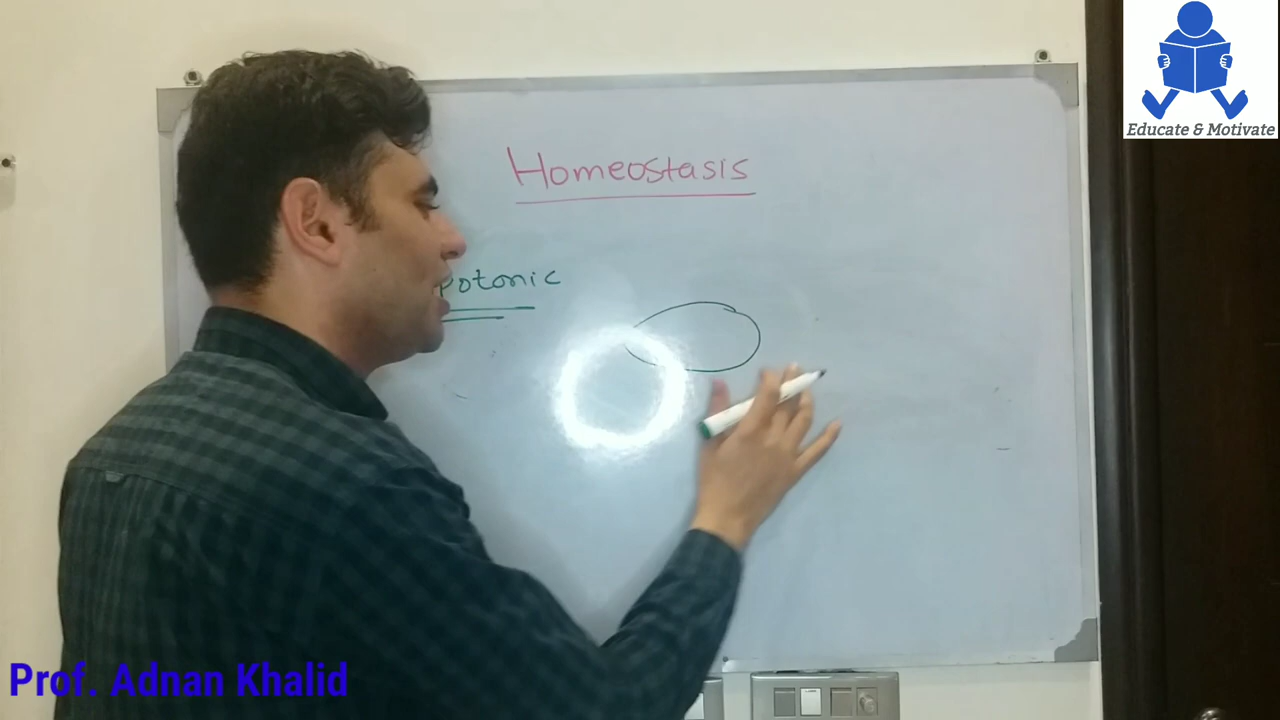 Educate & Motivate
Homeostasis
potonic
Prof. Adnan Khalid